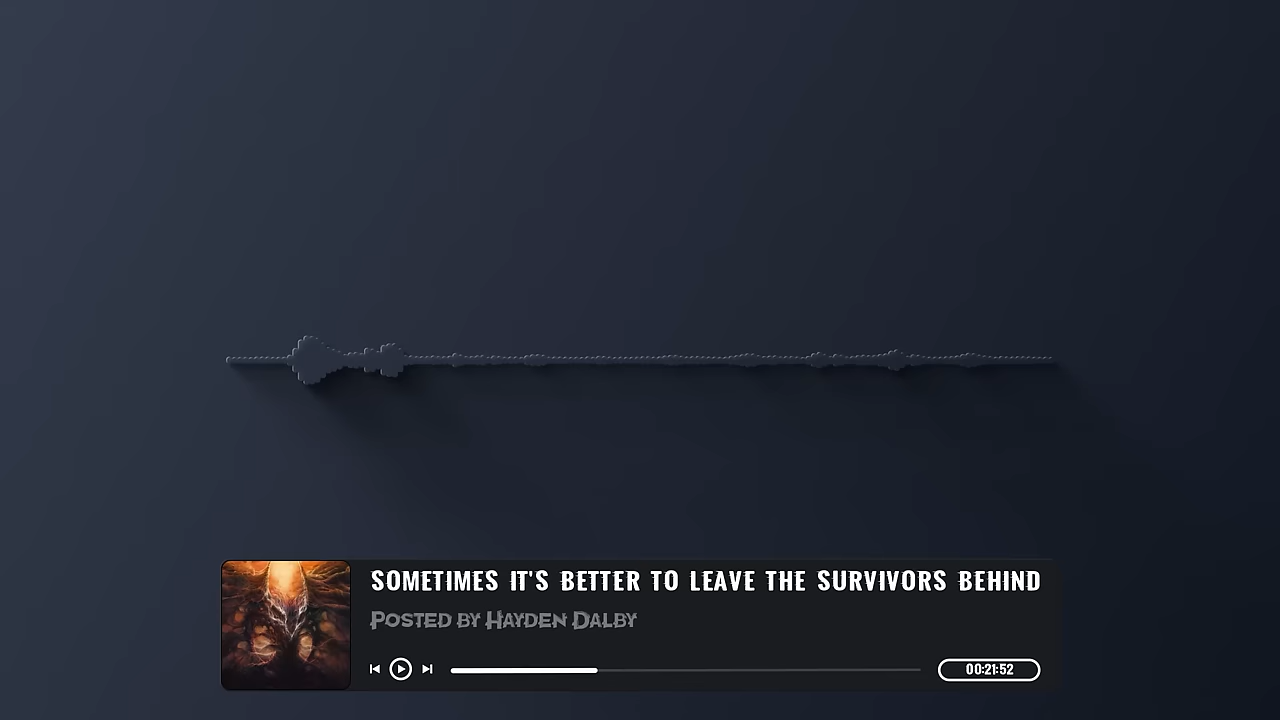 SOMETIMES IT'S BETTER TO LEAVE THE SURVIVORS BEHIND
POSTED BY HAYDEN DALBY
00:21:52